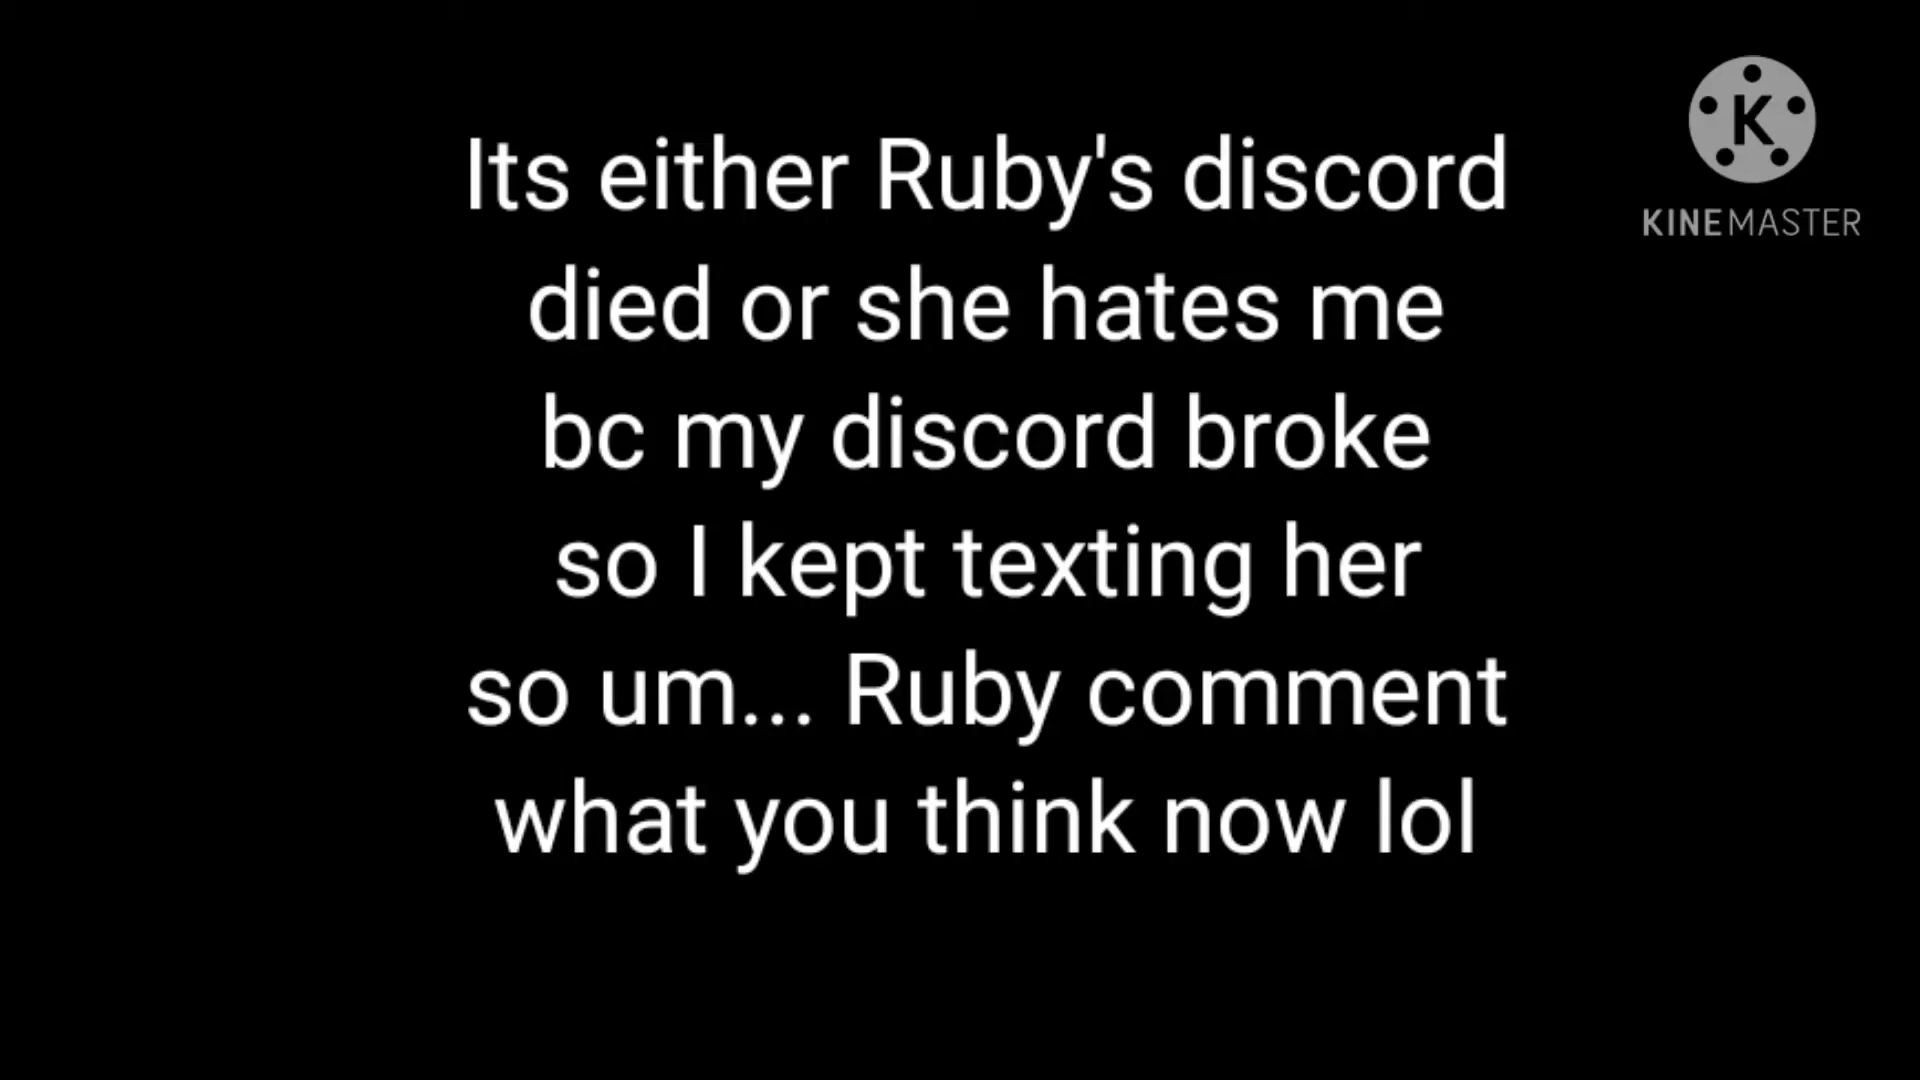 Its either Ruby's discord
died or she hates me
bc my discord broke
so I kept texting her
so um... Ruby comment
what you think now lol
K
KINEMASTER